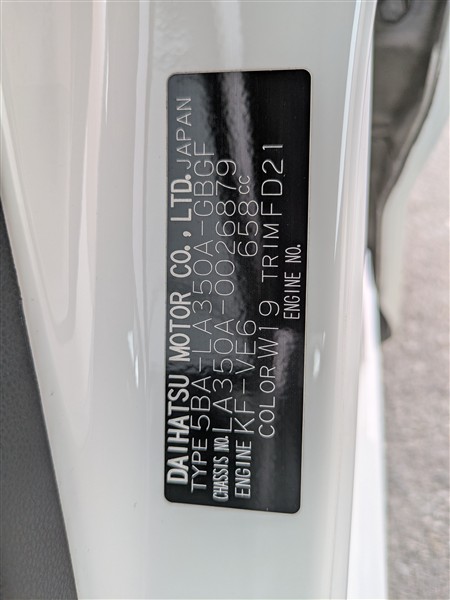 DAIHATSU MOTOR CO., LTD. JAPAN
TYPE 5BA-LA350A-GBGF
CHASSIS NO. LA350A-0026879
ENGINE KF-VE6 658cc
COLOR W19 TRIM FD21
ENGINE NO.